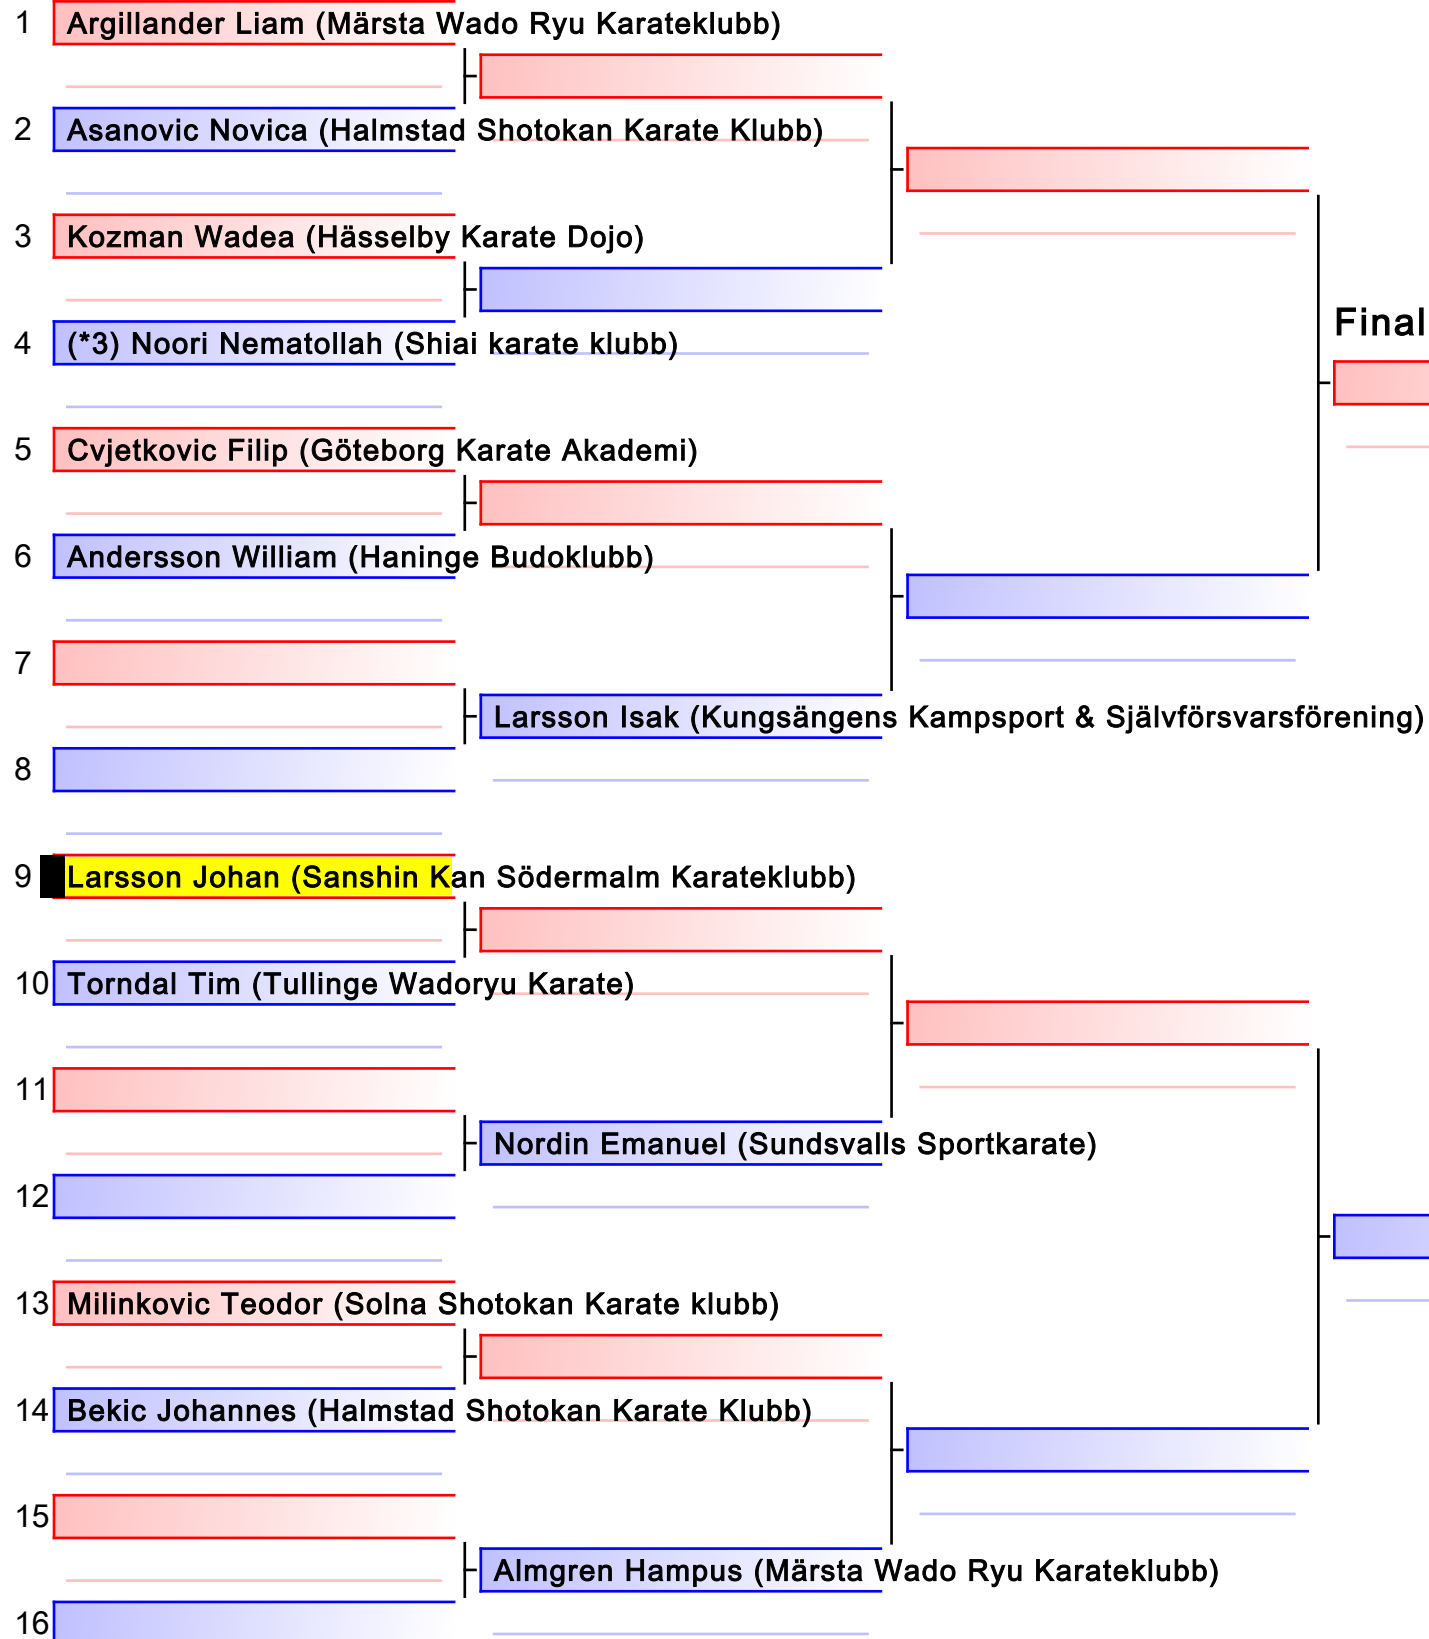 1 Argillander Liam (Märsta Wado Ryu Karateklubb)
2 Asanovic Novica (Halmstad Shotokan Karate Klubb)
3 Kozman Wadea (Hässelby Karate Dojo)
Final
4 (*3) Noori Nematollah (Shiai karate klubb)
5 Cvjetkovic Filip (Göteborg Karate Akademi)
6 Andersson William (Haninge Budoklubb)
7
Larsson Isak (Kungsängens Kampsport & Självförsvarsförening)
8
9 Larsson Johan (Sanshin Kan Södermalm Karateklubb)
10 Torndal Tim (Tullinge Wadoryu Karate)
11
Nordin Emanuel (Sundsvalls Sportkarate)
12
13 Milinkovic Teodor (Solna Shotokan Karate klubb)
14 Bekic Johannes (Halmstad Shotokan Karate Klubb)
15
Almgren Hampus (Märsta Wado Ryu Karateklubb)
16